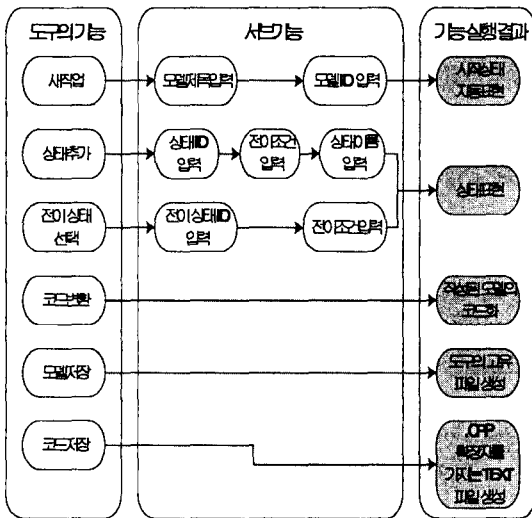 도구의기능
서브기능
기능실행결과
새작업
모델제목입력
모델 ID 입력
시작상태
자동표현
상태추가
상태ID
입력
전이조건
입력
상태이름
입력
상태표현
전이상태
선택
전이상태ID
입력
전이조건입력
코드변환
작성된 모델의
코드화
모델저장
도구의고유
파일생성
코드저장
.CPP
확장자를
가지는TEXT
파일생성